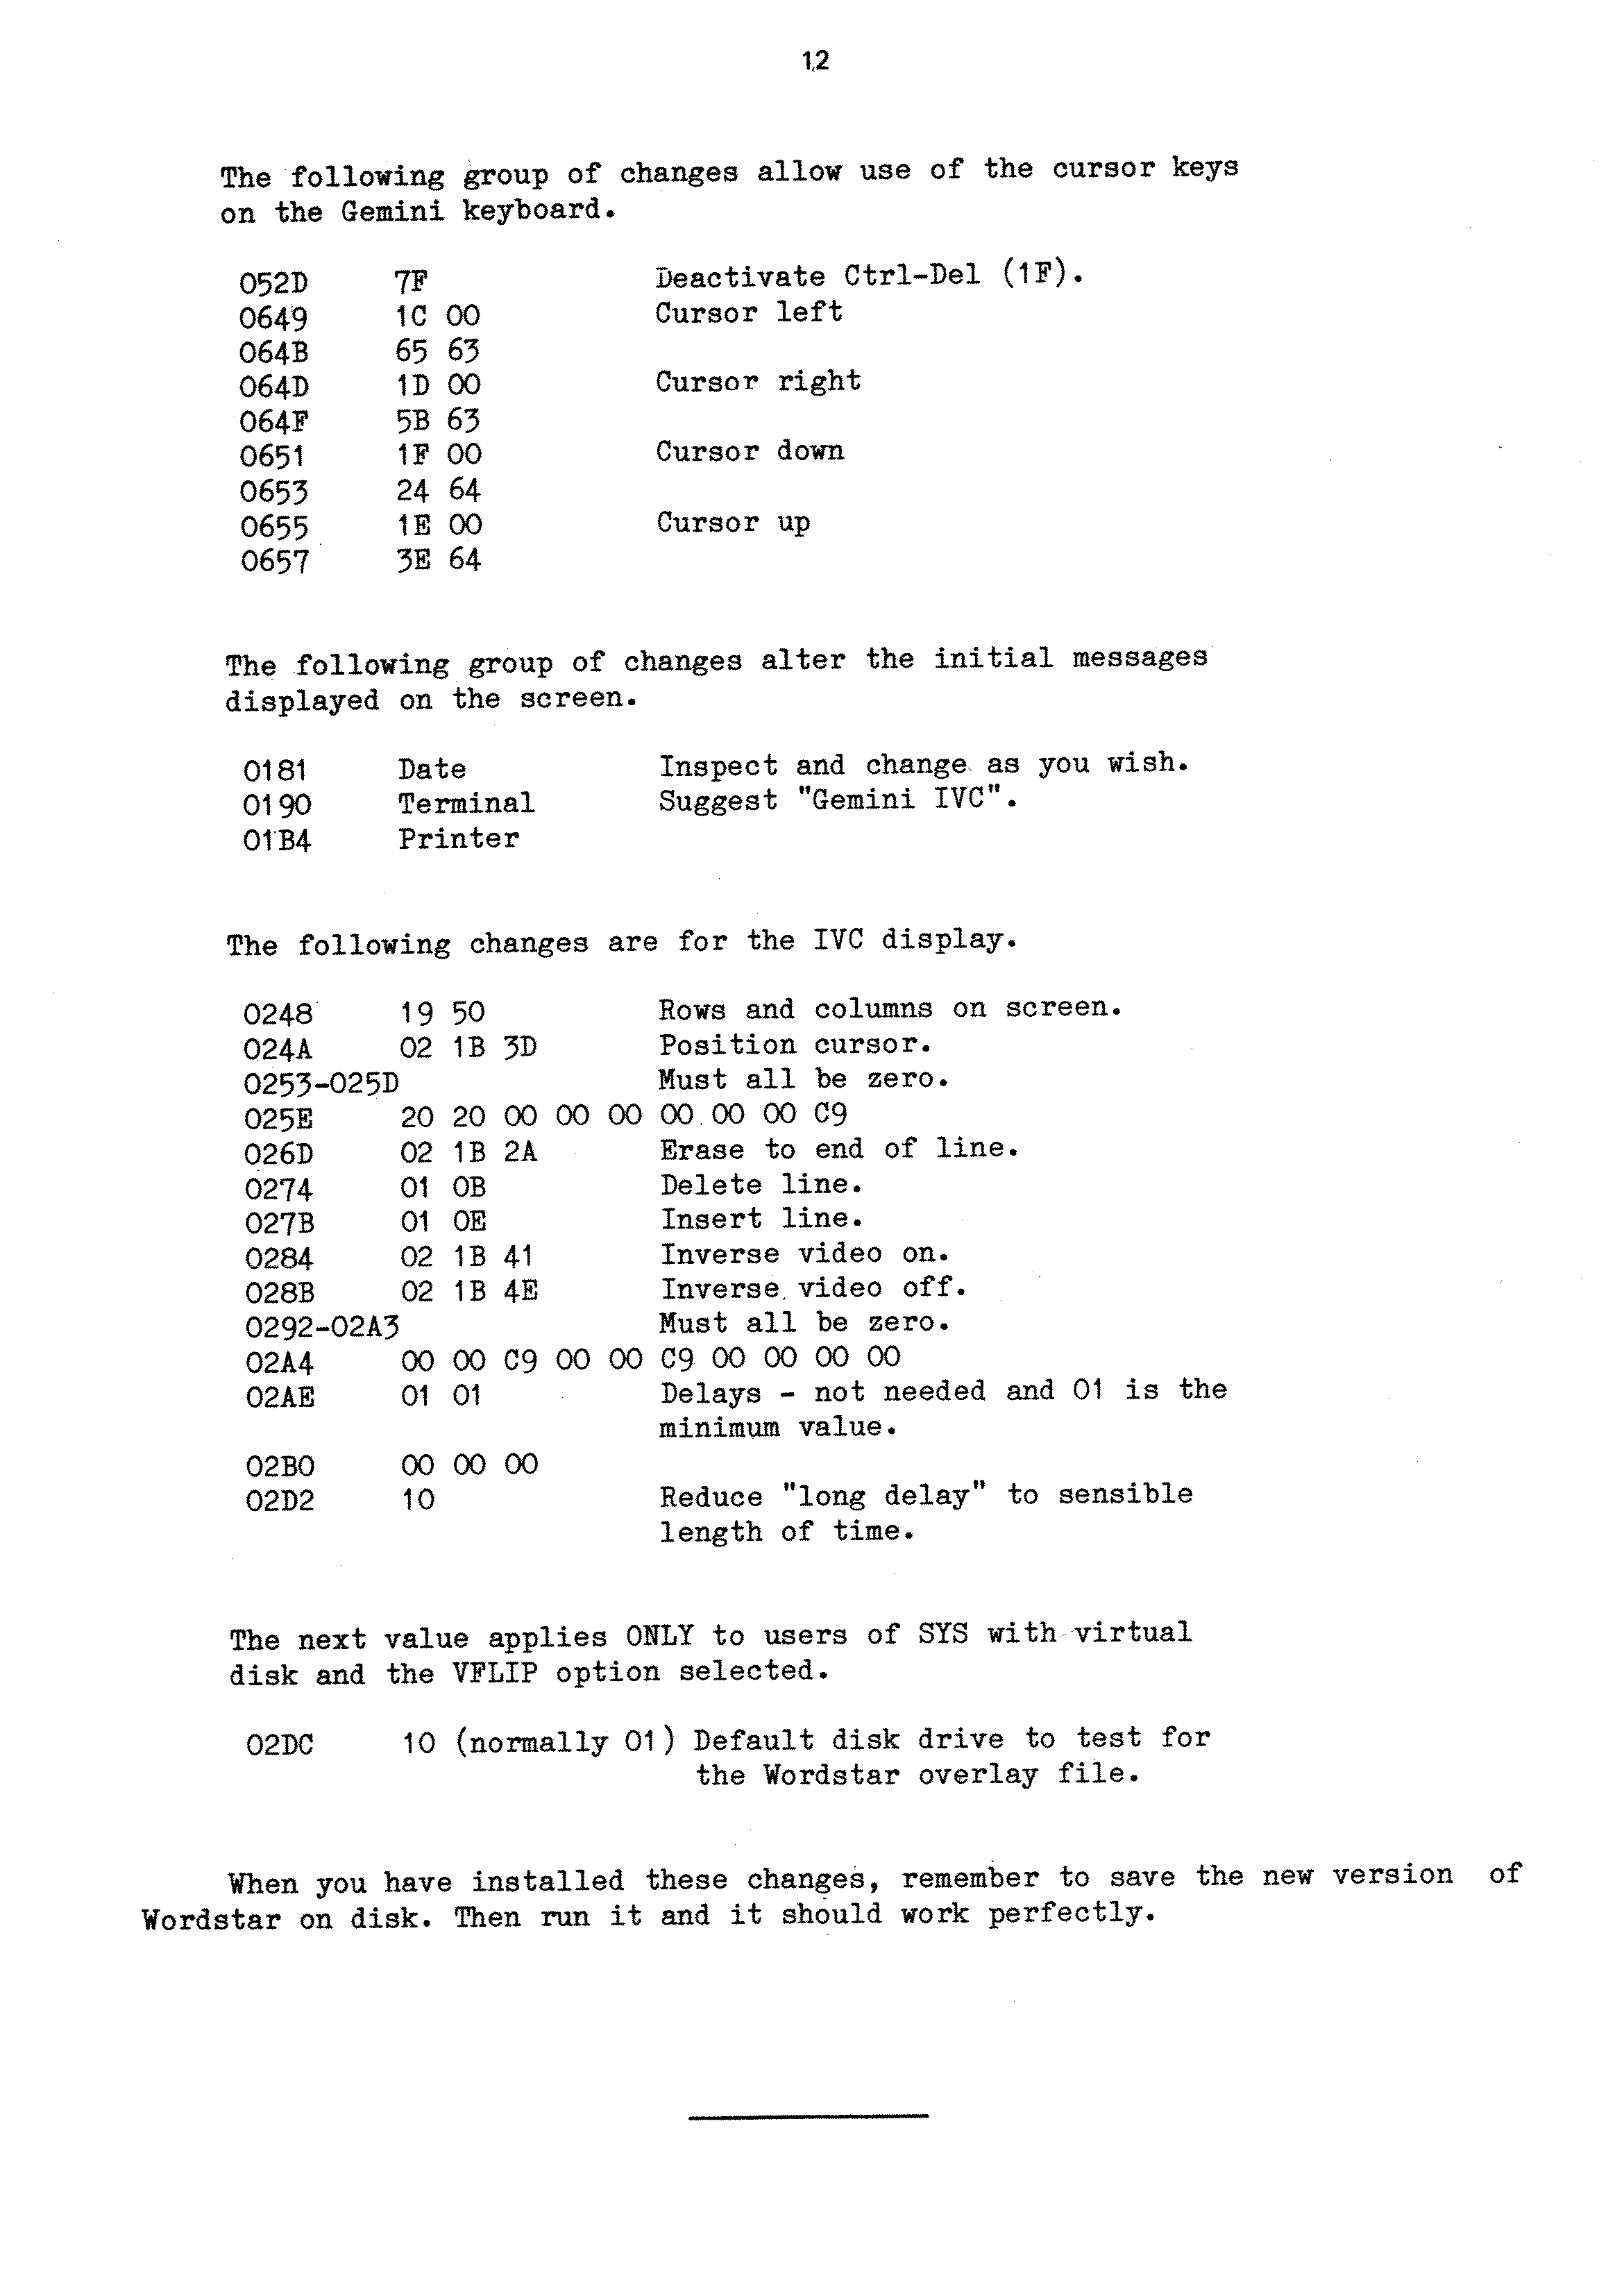 12
The following group of changes allow use of the cursor keys
on the Gemini keyboard.
052D 7F Deactivate Ctrl-Del (1F).
0649 1C 00 Cursor left
064B 65 63
064D 1D 00 Cursor right
064F 5B 63
0651 1F 00 Cursor down
0653 24 64
0655 1E 00 Cursor up
0657 3E 64
The following group of changes alter the initial messages
displayed on the screen.
0181 Date Inspect and change as you wish.
0190 Terminal Suggest "Gemini IVC".
01B4 Printer
The following changes are for the IVC display.
0248 19 50 Rows and columns on screen.
024A 02 1B 3D Position cursor.
0253-025D Must all be zero.
025E 20 20 00 00 00 00 00 00 C9
026D 02 1B 2A Erase to end of line.
0274 01 0B Delete line.
027B 01 0E Insert line.
0284 02 1B 41 Inverse video on.
028B 02 1B 4E Inverse video off.
0292-02A3 Must all be zero.
02A4 00 00 C9 00 00 C9 00 00 00 00
02AE 01 01 Delays - not needed and 01 is the
minimum value.
02B0 00 00 00
02D2 10 Reduce "long delay" to sensible
length of time.
The next value applies ONLY to users of SYS with virtual
disk and the VFLIP option selected.
02DC 10 (normally 01) Default disk drive to test for
the Wordstar overlay file.
When you have installed these changes, remember to save the new version of
Wordstar on disk. Then run it and it should work perfectly.